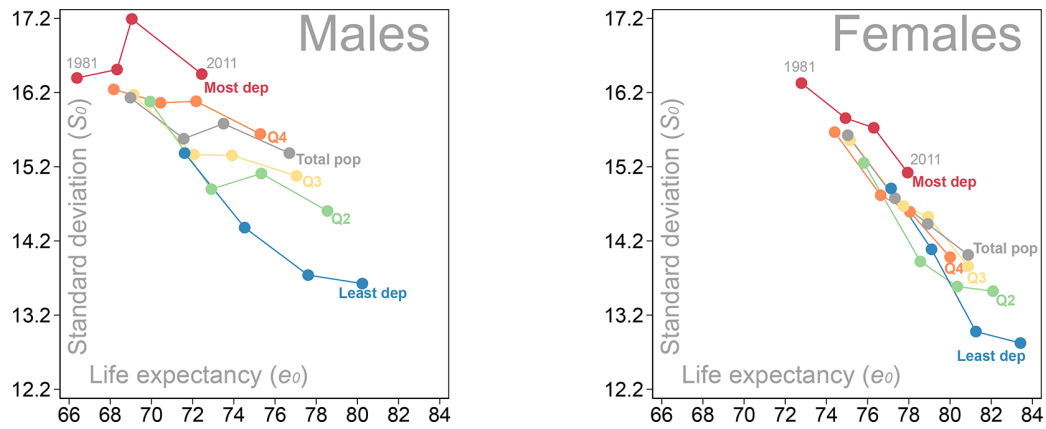 Males
17.2
16.2
15.2
14.2
13.2
12.2
Standard deviation (S0)
1981
2011
Most dep
Q4
Total pop
Q3
Q2
Least dep
Life expectancy (e0)
66 68 70 72 74 76 78 80 82 84
Females
17.2
16.2
15.2
14.2
13.2
12.2
Standard deviation (S0)
1981
2011
Most dep
Total pop
Q4
Q3
Q2
Least dep
Life expectancy (e0)
66 68 70 72 74 76 78 80 82 84